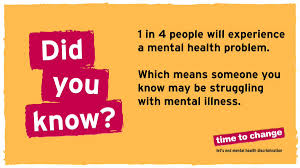 Did
you
know?
1 in 4 people will experience
a mental health problem.
Which means someone you
know may be struggling
with mental illness.
time to change
let's end mental health discrimination